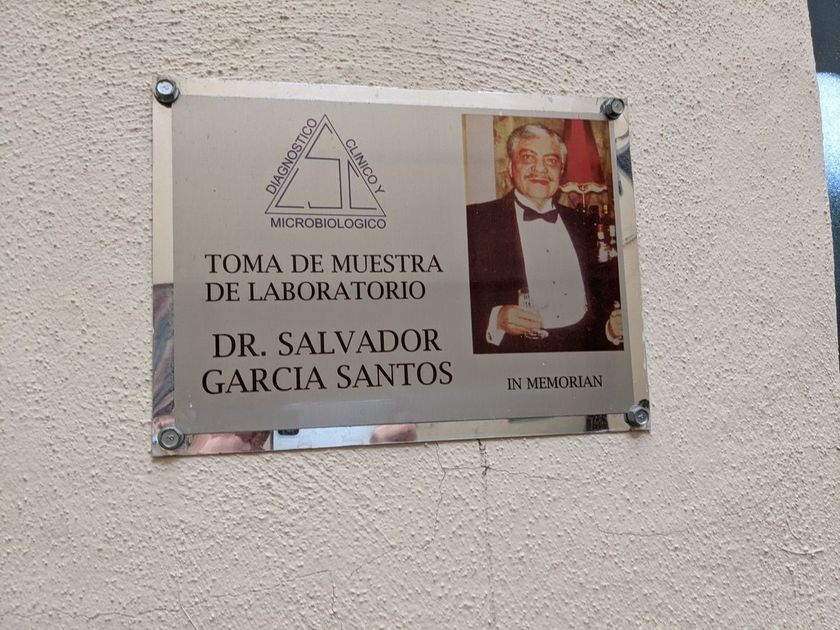 DIAGNOSTICO
CLINICO Y
MICROBIOLOGICO
TOMA DE MUESTRA
DE LABORATORIO
DR. SALVADOR
GARCIA SANTOS
IN MEMORIAN